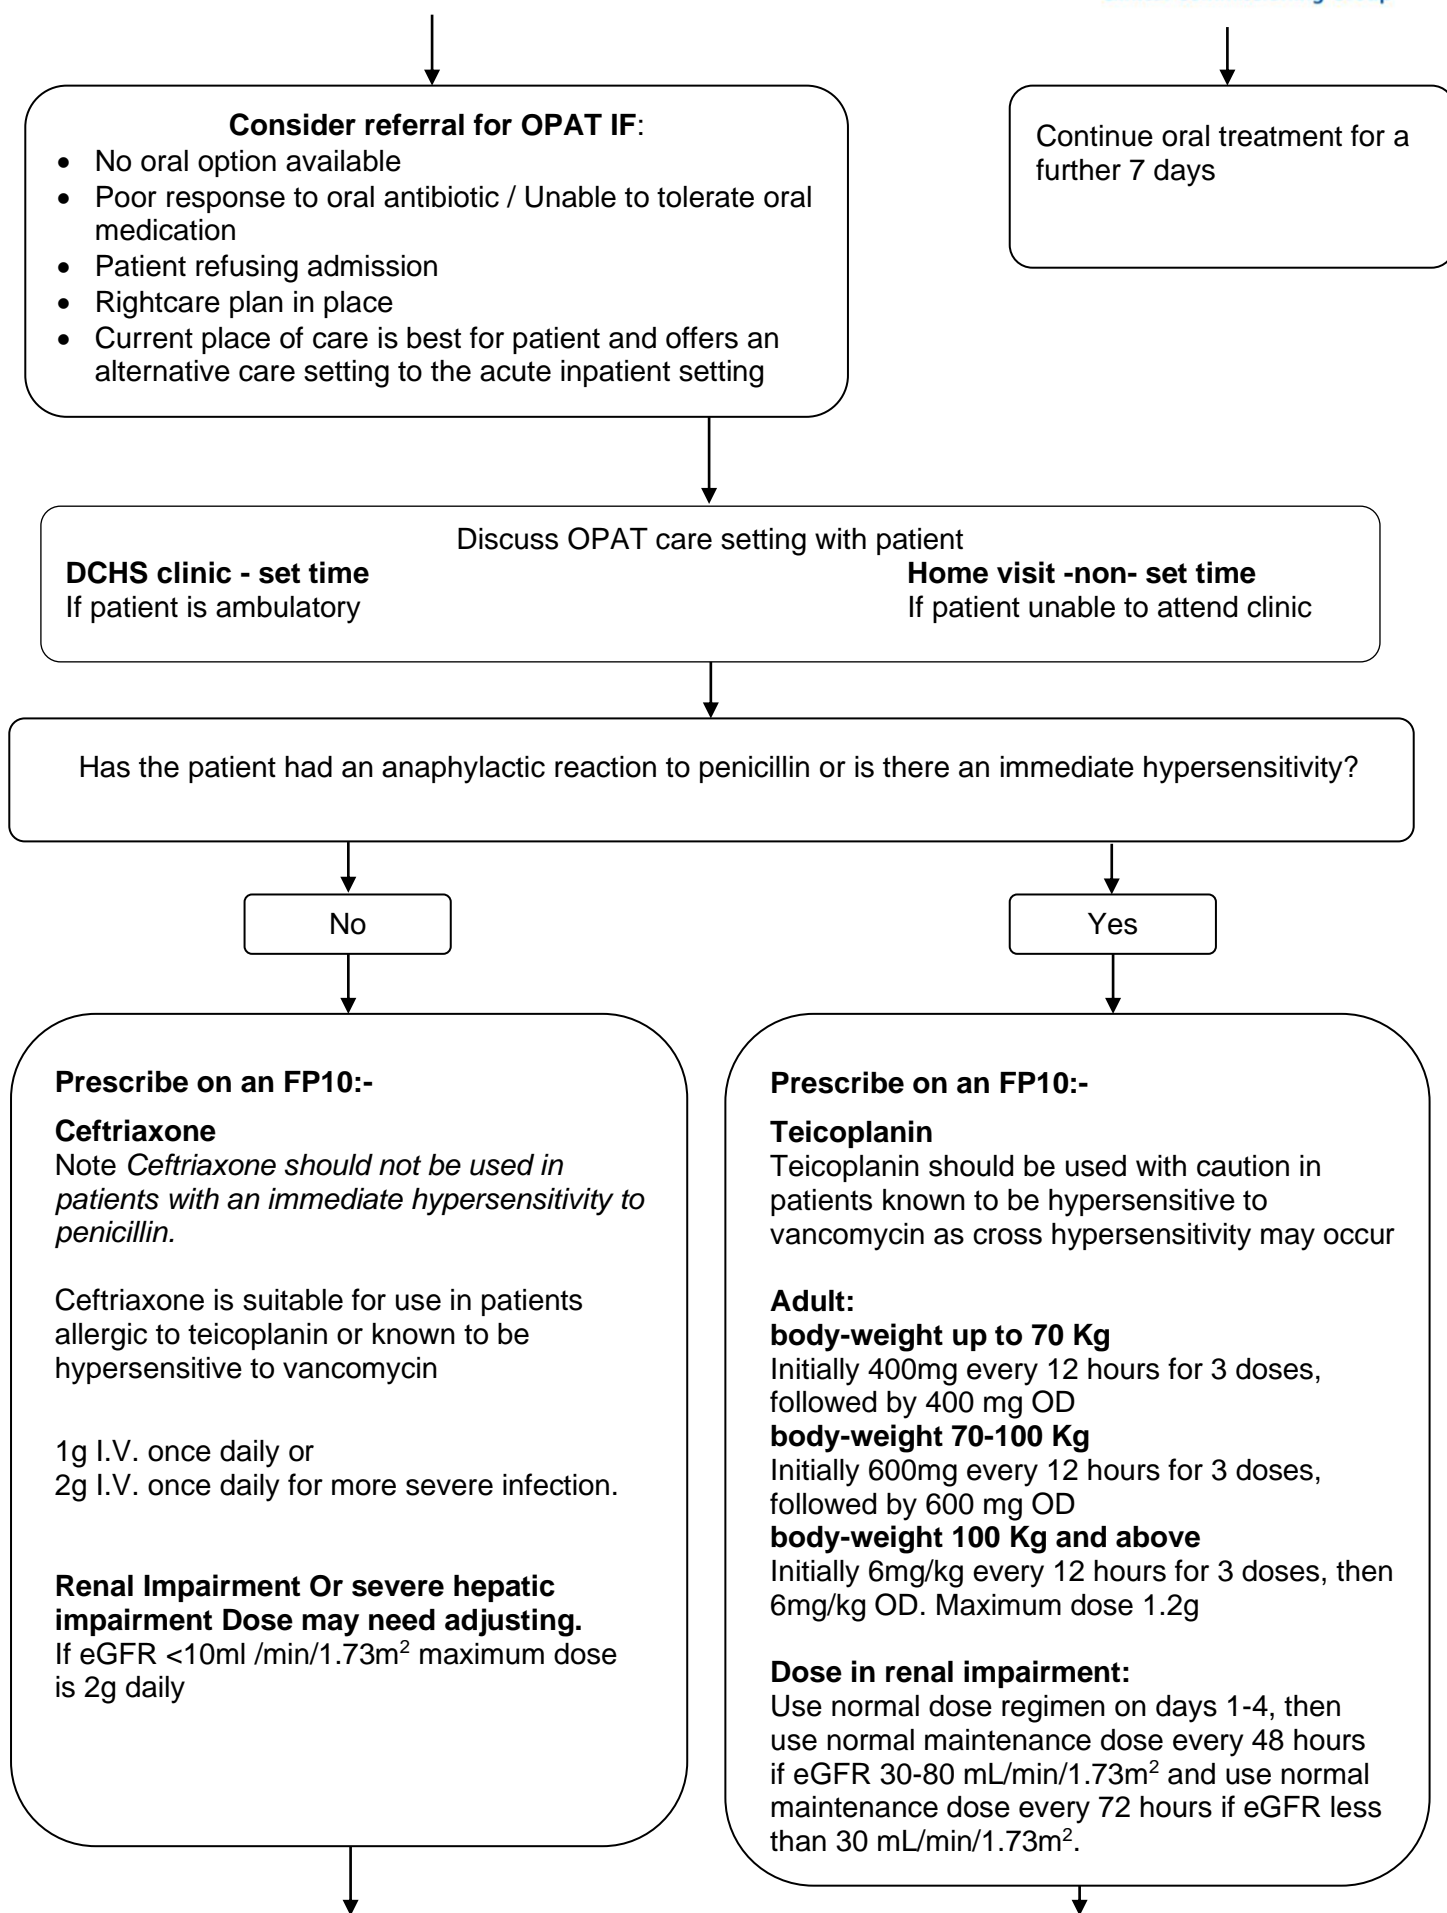 Consider referral for OPAT IF:
• No oral option available
• Poor response to oral antibiotic / Unable to tolerate oral
medication
• Patient refusing admission
• Rightcare plan in place
• Current place of care is best for patient and offers an
alternative care setting to the acute inpatient setting
Continue oral treatment for a
further 7 days
Discuss OPAT care setting with patient
DCHS clinic - set time
If patient is ambulatory
Home visit -non- set time
If patient unable to attend clinic
Has the patient had an anaphylactic reaction to penicillin or is there an immediate hypersensitivity?
No
Yes
Prescribe on an FP10:-
Ceftriaxone
Note Ceftriaxone should not be used in
patients with an immediate hypersensitivity to
penicillin.
Ceftriaxone is suitable for use in patients
allergic to teicoplanin or known to be
hypersensitive to vancomycin
1g I.V. once daily or
2g I.V. once daily for more severe infection.
Renal Impairment Or severe hepatic
impairment Dose may need adjusting.
If eGFR <10ml /min/1.73m² maximum dose
is 2g daily
Prescribe on an FP10:-
Teicoplanin
Teicoplanin should be used with caution in
patients known to be hypersensitive to
vancomycin as cross hypersensitivity may occur
Adult:
body-weight up to 70 Kg
Initially 400mg every 12 hours for 3 doses,
followed by 400 mg OD
body-weight 70-100 Kg
Initially 600mg every 12 hours for 3 doses,
followed by 600 mg OD
body-weight 100 Kg and above
Initially 6mg/kg every 12 hours for 3 doses, then
6mg/kg OD. Maximum dose 1.2g
Dose in renal impairment:
Use normal dose regimen on days 1-4, then
use normal maintenance dose every 48 hours
if eGFR 30-80 mL/min/1.73m² and use normal
maintenance dose every 72 hours if eGFR less
than 30 mL/min/1.73m².